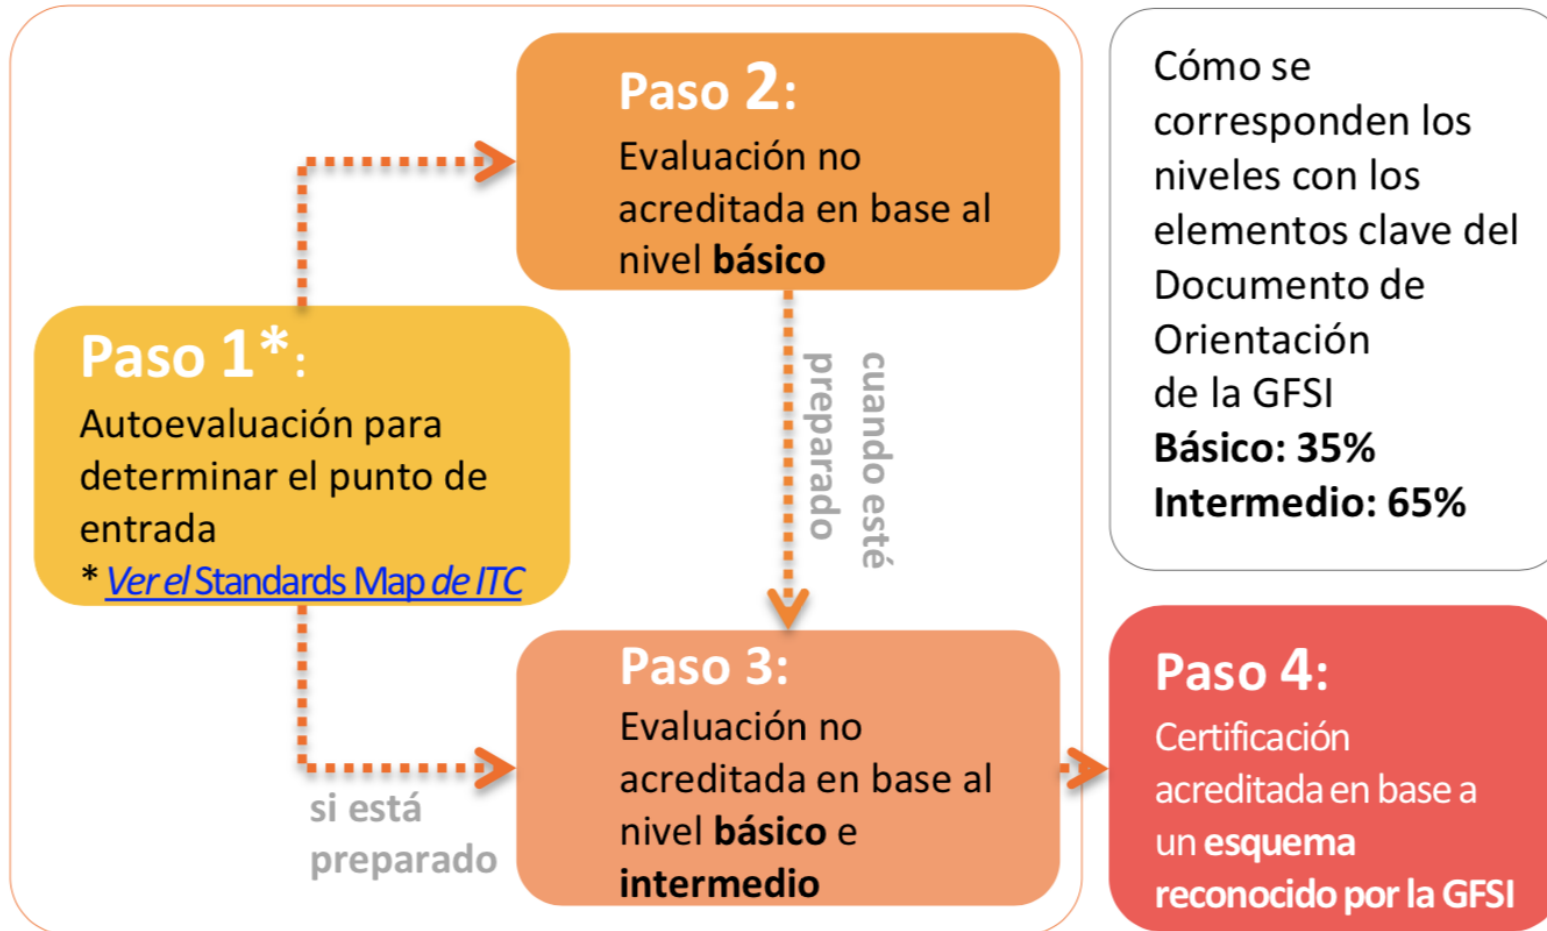 Paso 2:
Evaluación no
acreditada en base al
nivel básico
Cómo se
corresponden los
niveles con los
elementos clave del
Documento de
Orientación
de la GFSI
Básico: 35%
Intermedio: 65%
Paso 1*:
Autoevaluación para
determinar el punto de
entrada
* Ver el Standards Map de ITC
cuando esté
preparado
si está
preparado
Paso 3:
Evaluación no
acreditada en base al
nivel básico e
intermedio
Paso 4:
Certificación
acreditada en base a
un esquema
reconocido por la GFSI